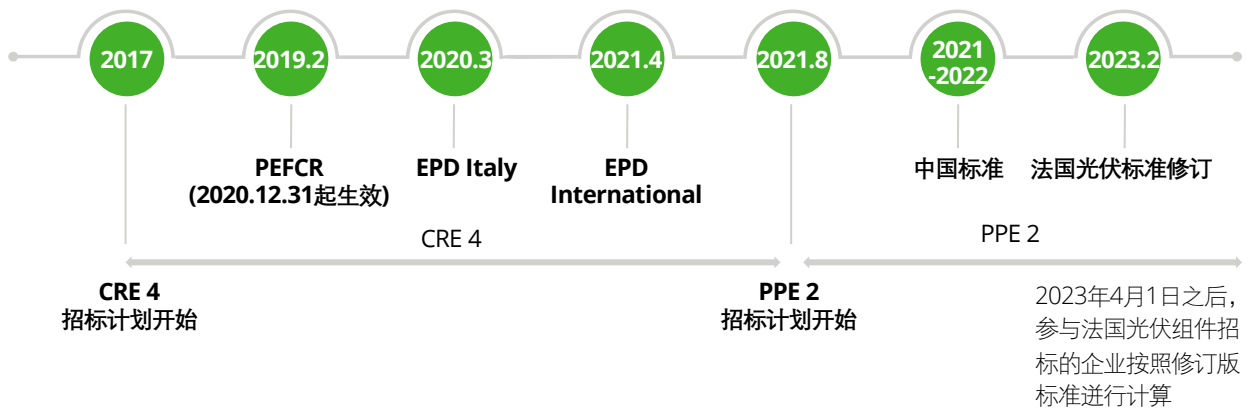 2017
2019.2
2020.3
2021.4
2021.8
2021
-2022
2023.2
PEFCR
(2020.12.31起生效)
EPD Italy
EPD
International
中国标准
法国光伏标准修订
CRE 4
PPE 2
CRE 4
招标计划开始
PPE 2
招标计划开始
2023年4月1日之后，
参与法国光伏组件招
标的企业按照修订版
标准进行计算